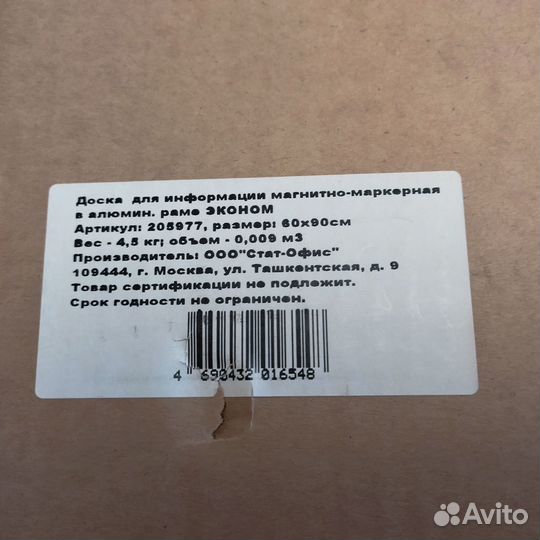 Доска для информации магнитно-маркерная
в алюмин. раме ЭКОНОМ
Артикул: 205977, размер: 60х90см
Вес - 4,5 кг; объем - 0,009 м3
Производитель: ООО"Стат-Офис"
109444, г. Москва, ул. Ташкентская, д. 9
Товар сертификации не подлежит.
Срок годности не ограничен.
4 690432 016548
Avito